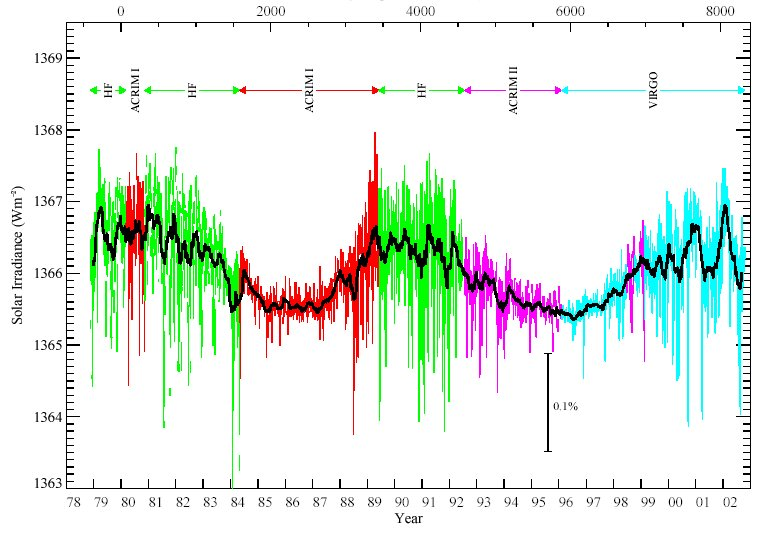 0 2000 4000 6000 8000
HF ACRIM I HF ACRIM I HF ACRIM II VIRGO
1369
1368
1367
1366
1365
1364
1363
Solar Irradiance (Wm⁻²)
0.1%
78 79 80 81 82 83 84 85 86 87 88 89 90 91 92 93 94 95 96 97 98 99 00 01 02
Year